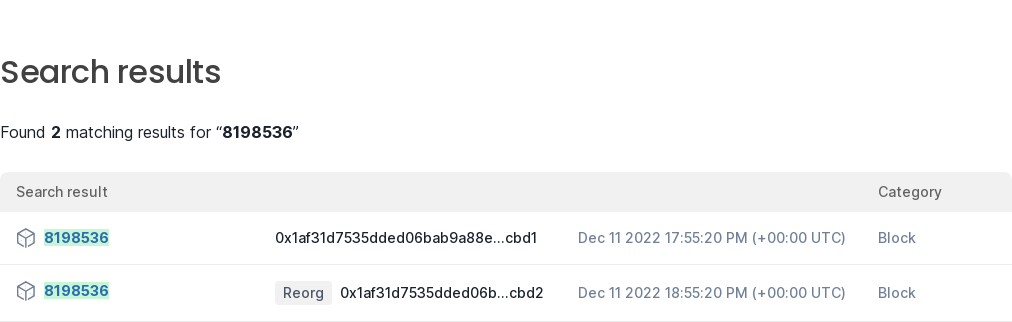 Search results
Found 2 matching results for “8198536”
Search result Category
8198536 0x1af31d7535dded06bab9a88e...cbd1 Dec 11 2022 17:55:20 PM (+00:00 UTC) Block
8198536 Reorg 0x1af31d7535dded06b...cbd2 Dec 11 2022 18:55:20 PM (+00:00 UTC) Block